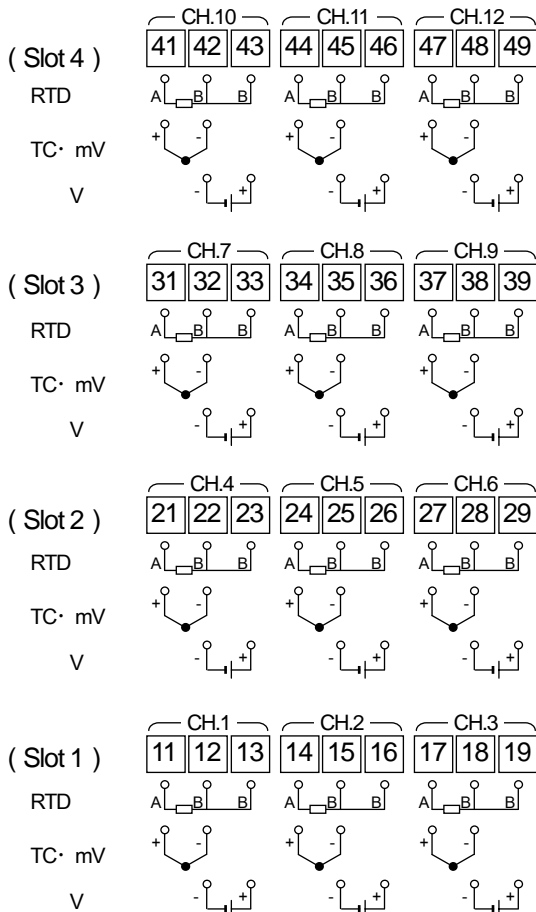 CH.10 CH.11 CH.12
( Slot 4 ) 41 42 43 44 45 46 47 48 49
RTD A B B A B B A B B
TC· mV + - + - + -
V - + - + - +
CH.7 CH.8 CH.9
( Slot 3 ) 31 32 33 34 35 36 37 38 39
RTD A B B A B B A B B
TC· mV + - + - + -
V - + - + - +
CH.4 CH.5 CH.6
( Slot 2 ) 21 22 23 24 25 26 27 28 29
RTD A B B A B B A B B
TC· mV + - + - + -
V - + - + - +
CH.1 CH.2 CH.3
( Slot 1 ) 11 12 13 14 15 16 17 18 19
RTD A B B A B B A B B
TC· mV + - + - + -
V - + - + - +